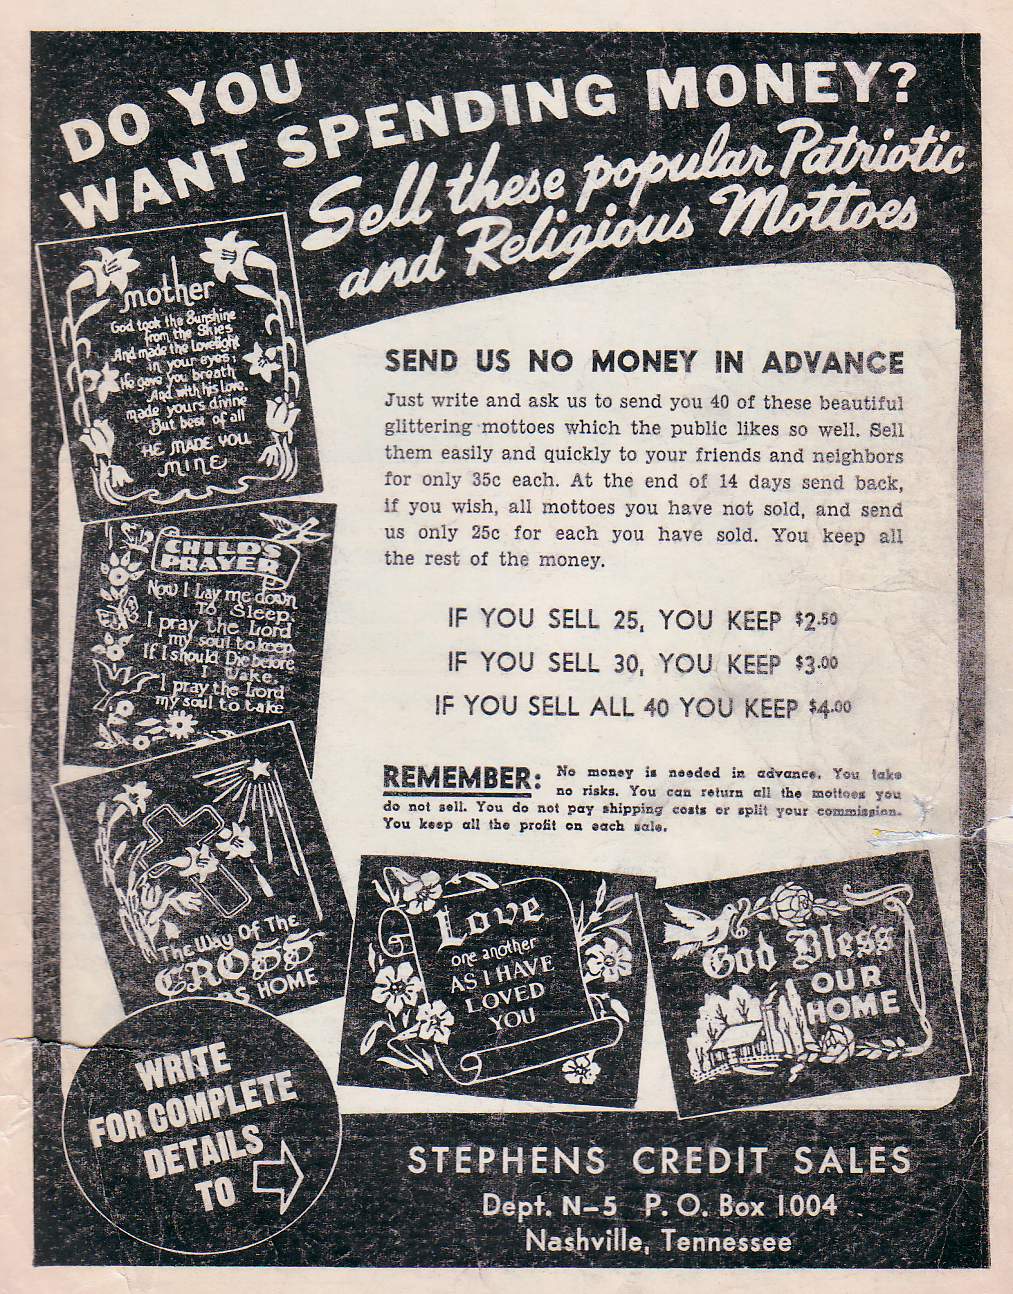 DO YOU
WANT SPENDING MONEY?
Sell these popular Patriotic
and Religious Mottoes
mother
God took the Sunshine
from the Skies
And made the lovelight
in your eyes;
He gave you breath
And with his love,
made yours divine
But best of all
HE MADE YOU
MINE
SEND US NO MONEY IN ADVANCE
Just write and ask us to send you 40 of these beautiful
glittering mottoes which the public likes so well. Sell
them easily and quickly to your friends and neighbors
for only 35c each. At the end of 14 days send back,
if you wish, all mottoes you have not sold, and send
us only 25c for each you have sold. You keep all
the rest of the money.
CHILD'S
PRAYER
Now I Lay me down
To Sleep.
I pray the Lord
my soul to keep
If I should Die before
I Wake.
I pray the Lord
my soul to take
IF YOU SELL 25, YOU KEEP $2.50
IF YOU SELL 30, YOU KEEP $3.00
IF YOU SELL ALL 40 YOU KEEP $4.00
REMEMBER: No money is needed in advance. You take
no risks. You can return all the mottoes you
do not sell. You do not pay shipping costs or split your commission.
You keep all the profit on each sale.
The Way Of The
CROSS
HOME
Love
one another
AS I HAVE
LOVED
YOU
God Bless
OUR
HOME
WRITE
FOR COMPLETE
DETAILS
TO
STEPHENS CREDIT SALES
Dept. N-5 P. O. Box 1004
Nashville, Tennessee